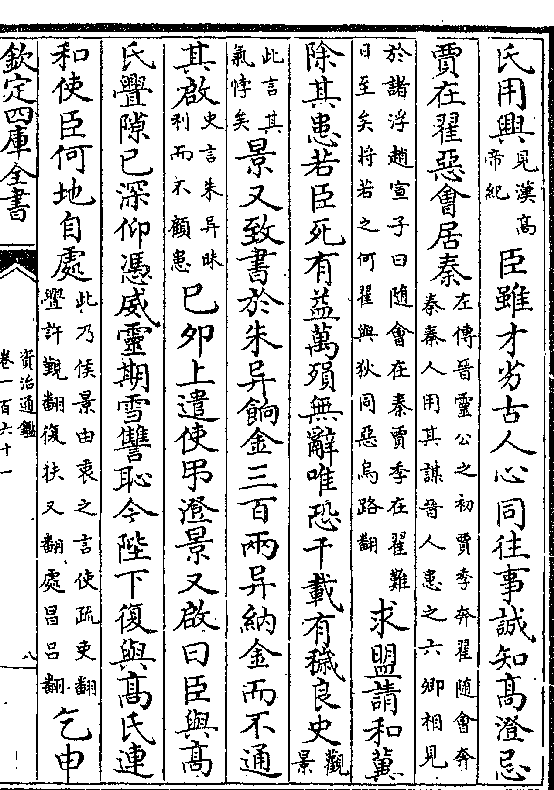 氏用興見漢高帝紀臣雖才劣古人心同往事誠知高澄忌
賈在翟惡會居秦左傳晉靈公之初賈季奔翟隨會奔秦秦人用其謀晉人患之六卿相見
於諸浮趙宣子曰隨會在秦賈季在翟難日至矣將若之何翟與狄同惡烏路翻求盟請和冀
除其患若臣死有益萬殞無辭唯恐千載有穢良史觀景
此言其氣悖矣景又致書於朱异餉金三百兩异納金而不通
其啟史言朱异昧利而不顧患己卯上遣使弔澄景又啟曰臣與高
氏釁隙已深仰憑威靈期雪讐恥今陛下復與高氏連
和使臣何地自處此乃侯景由衷之言使疏吏翻釁許覲翻復扶又翻處昌呂翻乞申
欽定四庫全書
資治通鑑
卷一百六十一
八